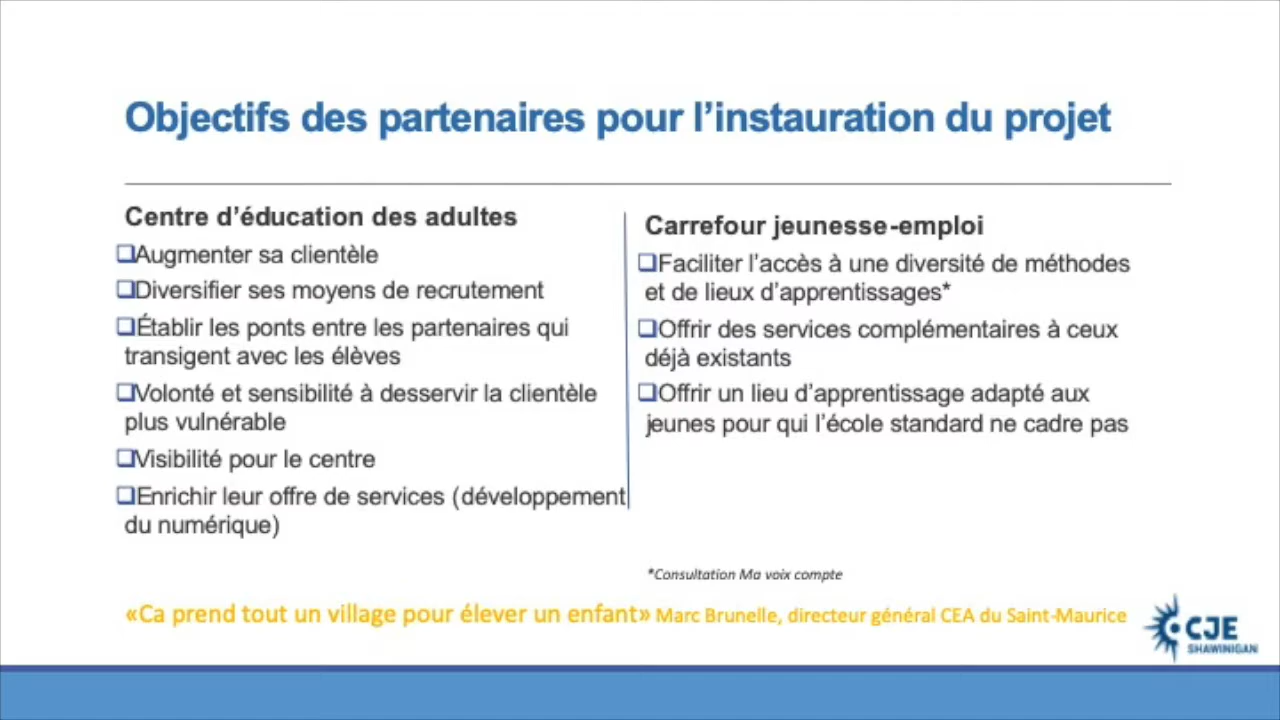 Objectifs des partenaires pour l’instauration du projet
Centre d’éducation des adultes
❑Augmenter sa clientèle
❑Diversifier ses moyens de recrutement
❑Établir les ponts entre les partenaires qui
transigent avec les élèves
❑Volonté et sensibilité à desservir la clientèle
plus vulnérable
❑Visibilité pour le centre
❑Enrichir leur offre de services (développement
du numérique)
Carrefour jeunesse-emploi
❑Faciliter l’accès à une diversité de méthodes
et de lieux d’apprentissages*
❑Offrir des services complémentaires à ceux
déjà existants
❑Offrir un lieu d’apprentissage adapté aux
jeunes pour qui l’école standard ne cadre pas
*Consultation Ma voix compte
«Ca prend tout un village pour élever un enfant» Marc Brunelle, directeur général CEA du Saint-Maurice
CJE
SHAWINIGAN